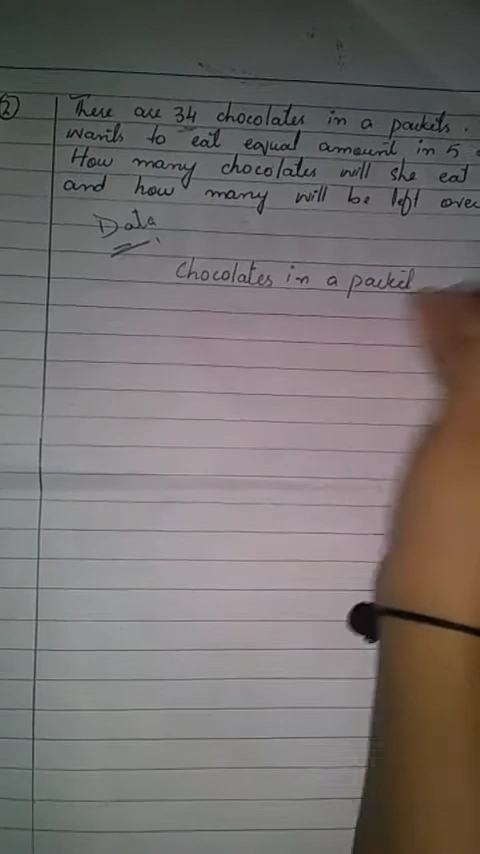 2
There are 34 chocolates in a packets.
wants to eat equal amount in 5
How many chocolates will she eat
and how many will be left over
Data:
Chocolates in a packet